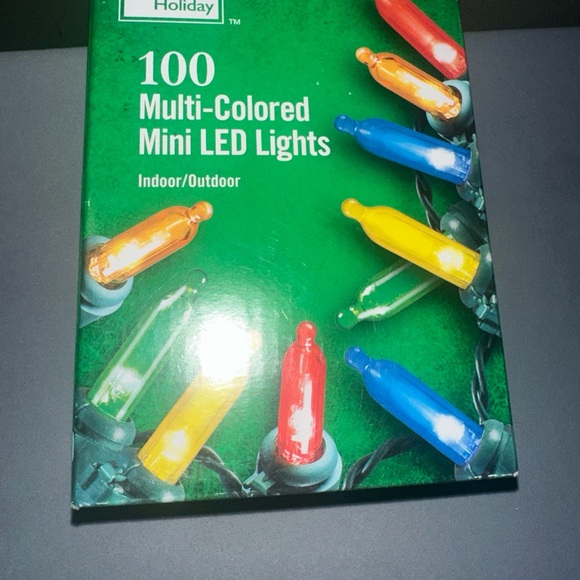 Holiday
TM
100
Multi-Colored
Mini LED Lights
Indoor/Outdoor